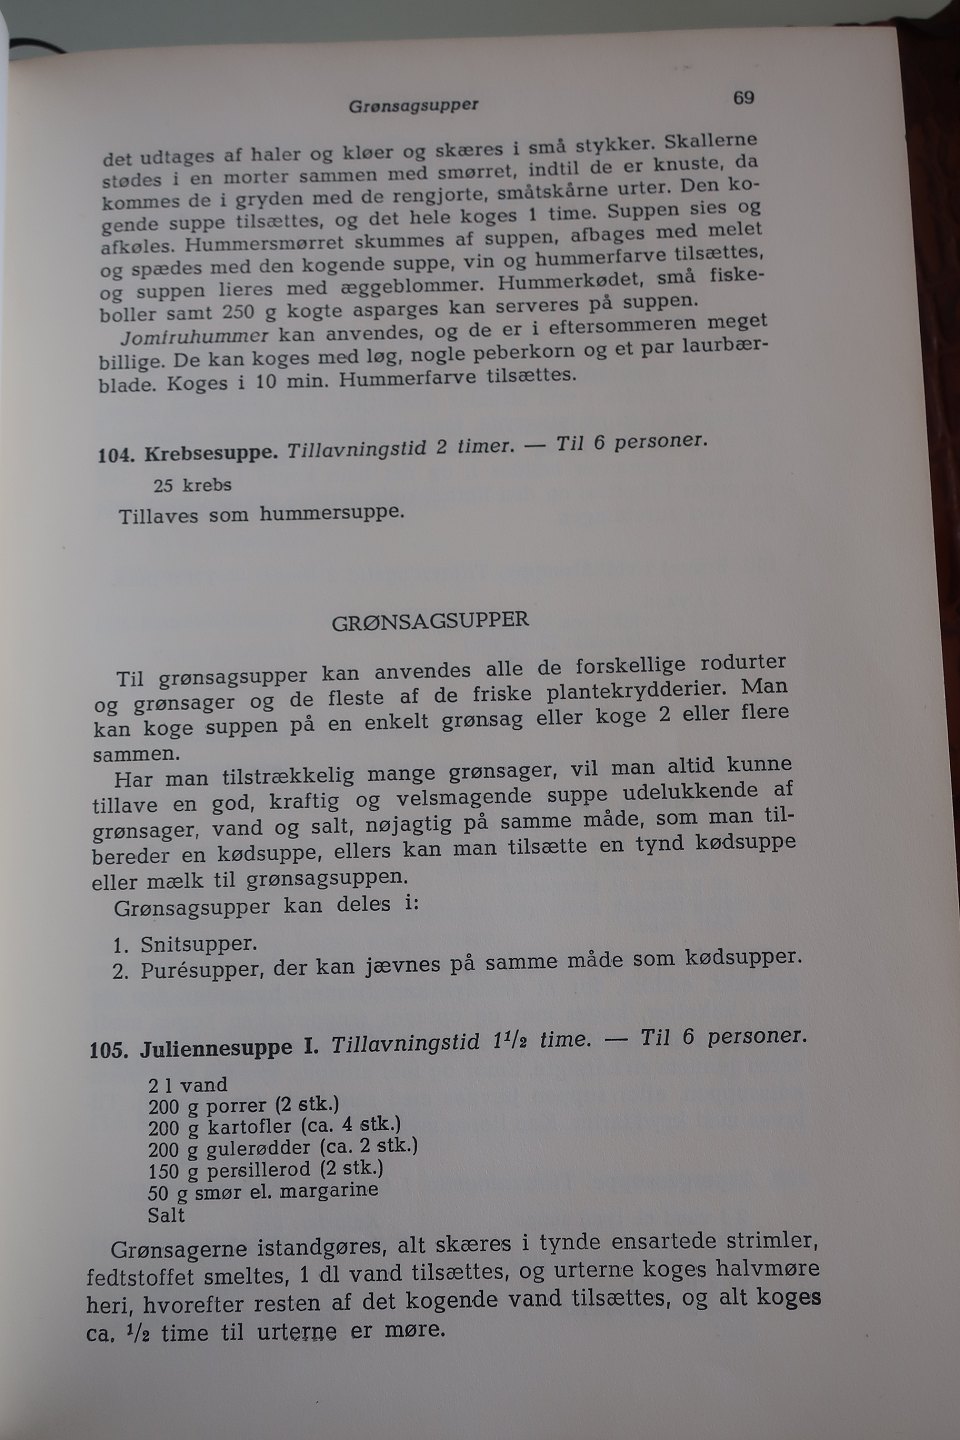 Grønsagsupper 69
det udtages af haler og kløer og skæres i små stykker. Skallerne
stødes i en morter sammen med smørret, indtil de er knuste, da
kommes de i gryden med de rengjorte, småtskårne urter. Den ko-
gende suppe tilsættes, og det hele koges 1 time. Suppen sies og
afkøles. Hummersmørret skummes af suppen, afbages med melet
og spædes med den kogende suppe, vin og hummerfarve tilsættes,
og suppen lieres med æggeblommer. Hummerkødet, små fiske-
boller samt 250 g kogte asparges kan serveres på suppen.
Jomfruhummer kan anvendes, og de er i eftersommeren meget
billige. De kan koges med løg, nogle peberkorn og et par laurbær-
blade. Koges i 10 min. Hummerfarve tilsættes.
104. Krebsesuppe. Tillavningstid 2 timer. — Til 6 personer.
25 krebs
Tillaves som hummersuppe.
GRØNSAGSUPPER
Til grønsagsupper kan anvendes alle de forskellige rodurter
og grønsager og de fleste af de friske plantekrydderier. Man
kan koge suppen på en enkelt grønsag eller koge 2 eller flere
sammen.
Har man tilstrækkelig mange grønsager, vil man altid kunne
tillave en god, kraftig og velsmagende suppe udelukkende af
grønsager, vand og salt, nøjagtig på samme måde, som man til-
bereder en kødsuppe, ellers kan man tilsætte en tynd kødsuppe
eller mælk til grønsagsuppen.
Grønsagsupper kan deles i:
1. Snitsupper.
2. Purésupper, der kan jævnes på samme måde som kødsupper.
105. Juliennesuppe I. Tillavningstid 1½ time. — Til 6 personer.
2 l vand
200 g porrer (2 stk.)
200 g kartofler (ca. 4 stk.)
200 g gulerødder (ca. 2 stk.)
150 g persillerod (2 stk.)
50 g smør el. margarine
Salt
Grønsagerne istandgøres, alt skæres i tynde ensartede strimler,
fedtstoffet smeltes, 1 dl vand tilsættes, og urterne koges halvmøre
heri, hvorefter resten af det kogende vand tilsættes, og alt koges
ca. ½ time til urterne er møre.